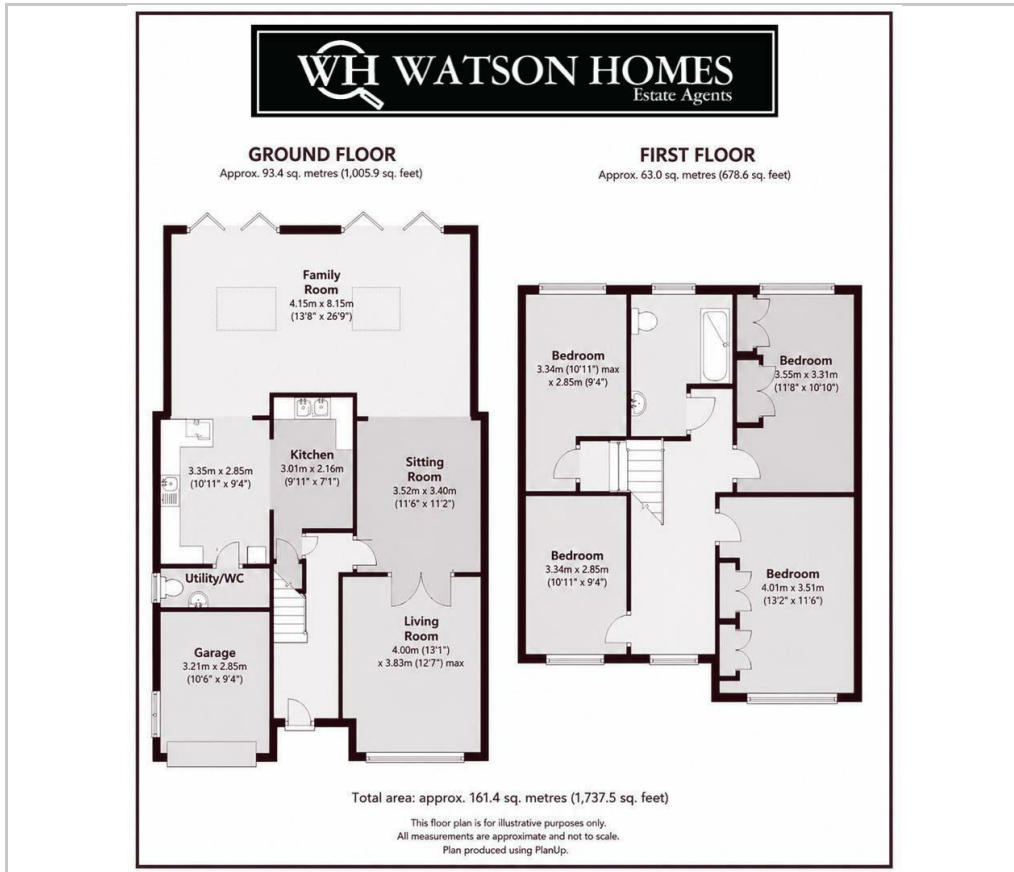 WH WATSON HOMES
Estate Agents
GROUND FLOOR
Approx. 93.4 sq. metres (1,005.9 sq. feet)
FIRST FLOOR
Approx. 63.0 sq. metres (678.6 sq. feet)
Family
Room
4.15m x 8.15m
(13'8" x 26'9")
3.35m x 2.85m
(10'11" x 9'4")
Kitchen
3.01m x 2.16m
(9'11" x 7'1")
Sitting
Room
3.52m x 3.40m
(11'6" x 11'2")
Utility/WC
Garage
3.21m x 2.85m
(10'6" x 9'4")
Living
Room
4.00m (13'1")
x 3.83m (12'7") max
Bedroom
3.34m (10'11") max
x 2.85m (9'4")
Bedroom
3.55m x 3.31m
(11'8" x 10'10")
Bedroom
3.34m x 2.85m
(10'11" x 9'4")
Bedroom
4.01m x 3.51m
(13'2" x 11'6")
Total area: approx. 161.4 sq. metres (1,737.5 sq. feet)
This floor plan is for illustrative purposes only.
All measurements are approximate and not to scale.
Plan produced using PlanUp.